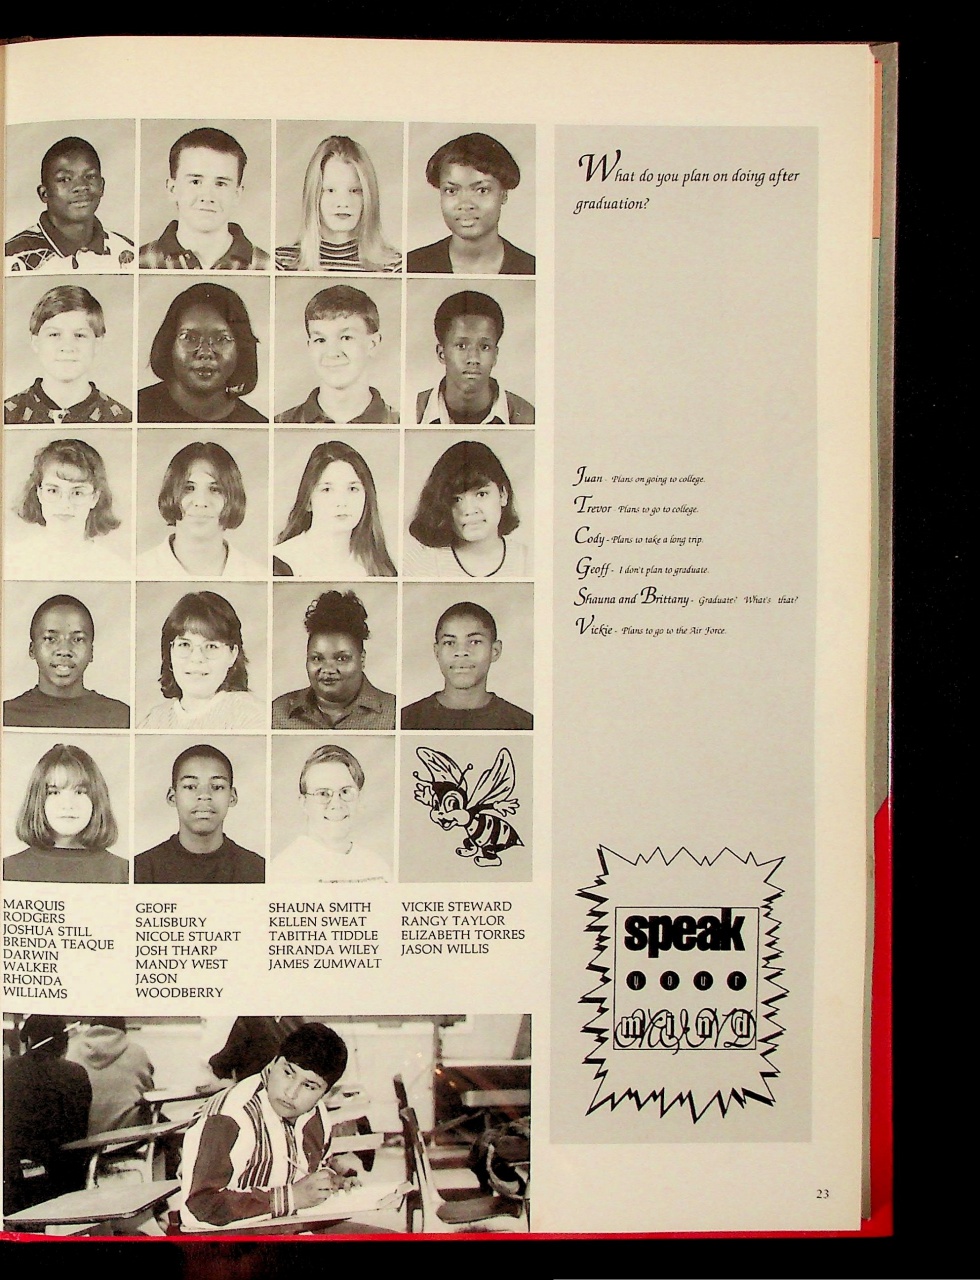 What do you plan on doing after
graduation?
Juan - Plans on going to college.
Trevor - Plans to go to college.
Cody - Plans to take a long trip.
Geoff - I don't plan to graduate.
Shauna and Brittany - Graduate? What's that?
Vickie - Plans to go to the Air Force.
MARQUIS
RODGERS
JOSHUA STILL
BRENDA TEAQUE
DARWIN
WALKER
RHONDA
WILLIAMS
GEOFF
SALISBURY
NICOLE STUART
JOSH THARP
MANDY WEST
JASON
WOODBERRY
SHAUNA SMITH
KELLEN SWEAT
TABITHA TIDDLE
SHRANDA WILEY
JAMES ZUMWALT
VICKIE STEWARD
RANGY TAYLOR
ELIZABETH TORRES
JASON WILLIS
speak
your
mind
23